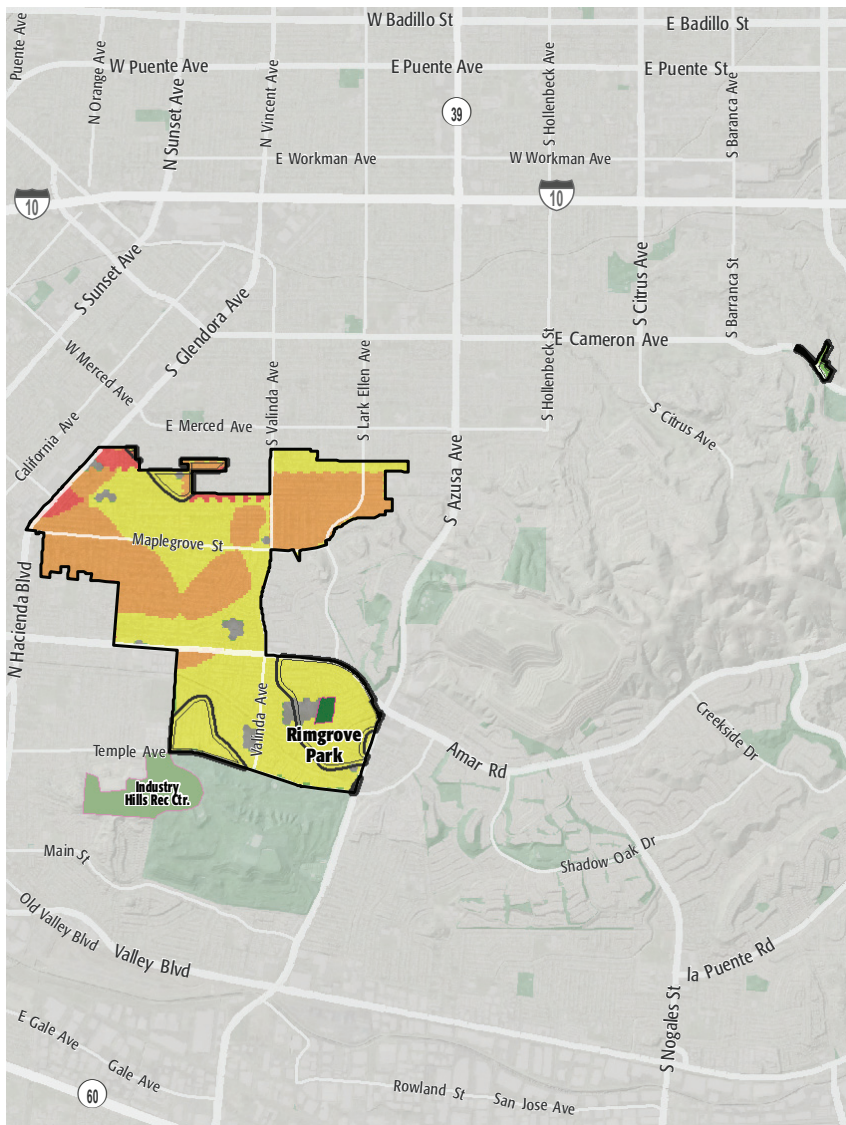 W Badillo St
E Badillo St
Puente Ave
N Orange Ave
W Puente Ave
E Puente Ave
E Puente St
N Sunset Ave
N Vincent Ave
39
S Hollenbeck Ave
S Baranca Ave
E Workman Ave
W Workman Ave
10
10
S Sunset Ave
S Glendora Ave
S Citrus Ave
S Barranca St
E Cameron Ave
W Merced Ave
S Valinda Ave
S Lark Ellen Ave
S Hollenbeck St
California Ave
E Merced Ave
S Citrus Ave
S Azusa Ave
Maplegrove St
N Hacienda Blvd
Valinda Ave
Rimgrove
Park
Creekside Dr
Temple Ave
Amar Rd
Industry
Hills Rec Ctr.
Main St
Shadow Oak Dr
Old Valley Blvd
Valley Blvd
la Puente Rd
S Nogales St
E Gale Ave
Gale Ave
60
Rowland St
San Jose Ave